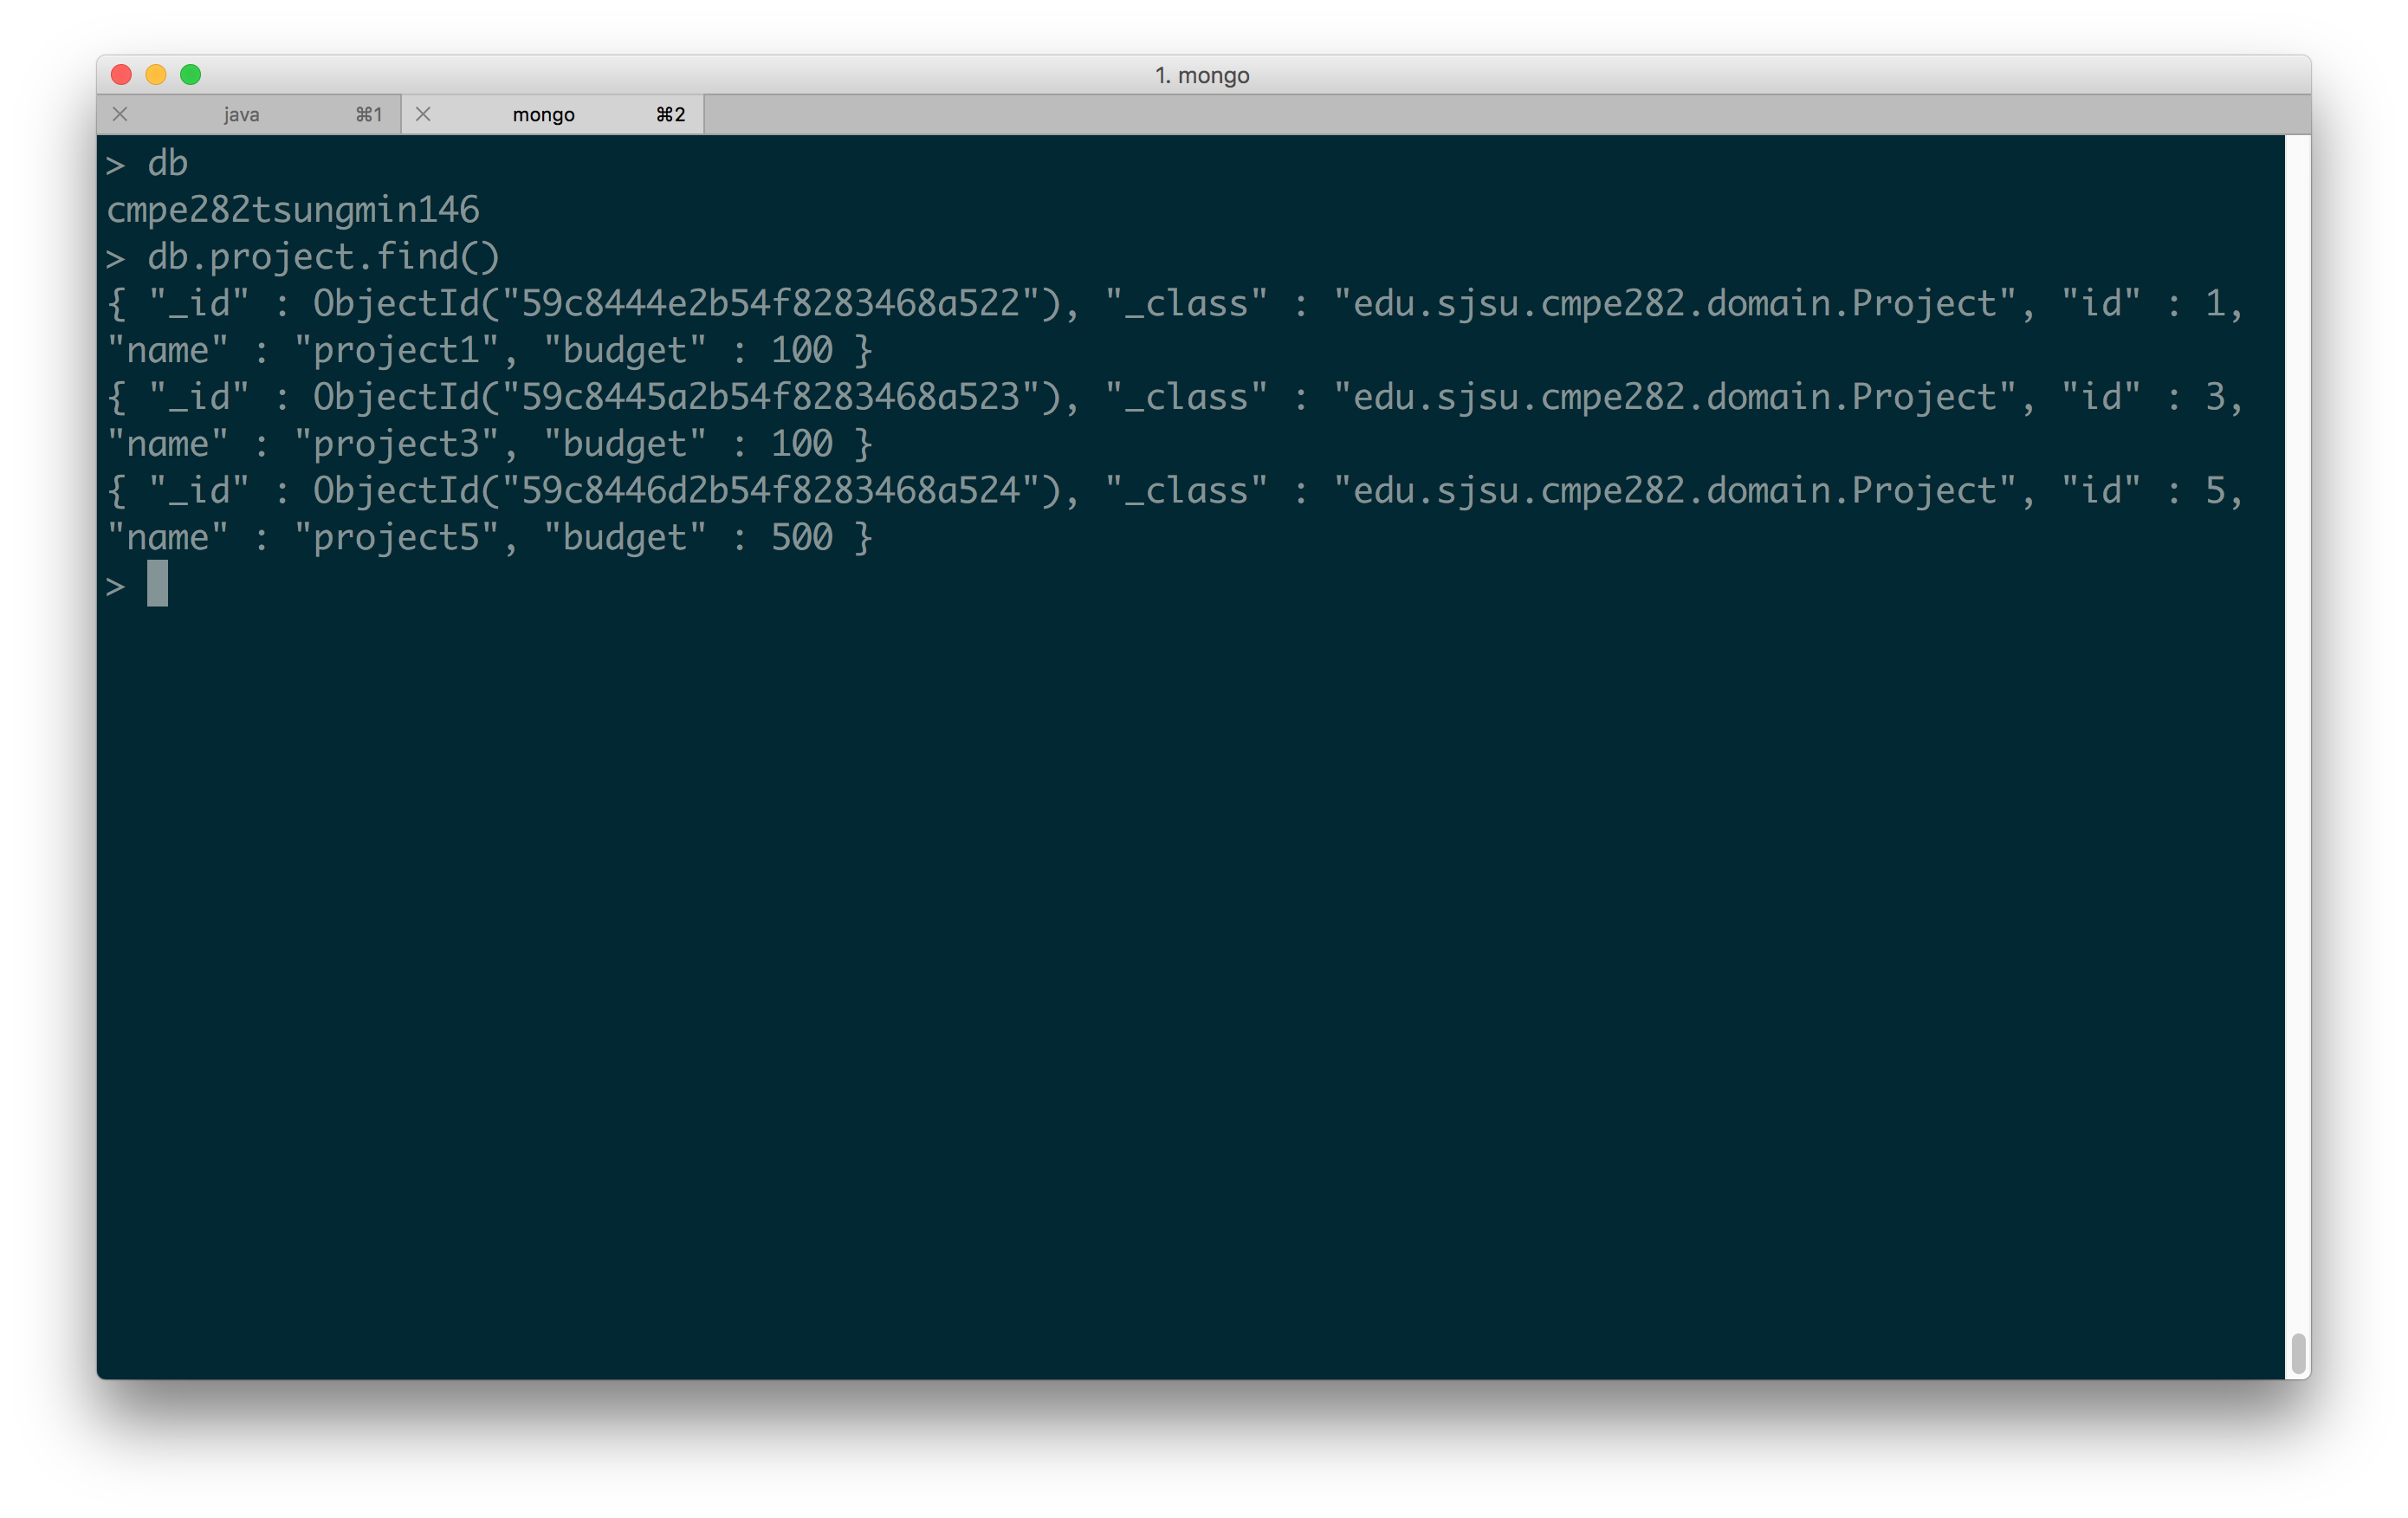 1. mongo
java ⌘1 mongo ⌘2
> db
cmpe282tsungmin146
> db.project.find()
{ "_id" : ObjectId("59c8444e2b54f8283468a522"), "_class" : "edu.sjsu.cmpe282.domain.Project", "id" : 1,
"name" : "project1", "budget" : 100 }
{ "_id" : ObjectId("59c8445a2b54f8283468a523"), "_class" : "edu.sjsu.cmpe282.domain.Project", "id" : 3,
"name" : "project3", "budget" : 100 }
{ "_id" : ObjectId("59c8446d2b54f8283468a524"), "_class" : "edu.sjsu.cmpe282.domain.Project", "id" : 5,
"name" : "project5", "budget" : 500 }
>